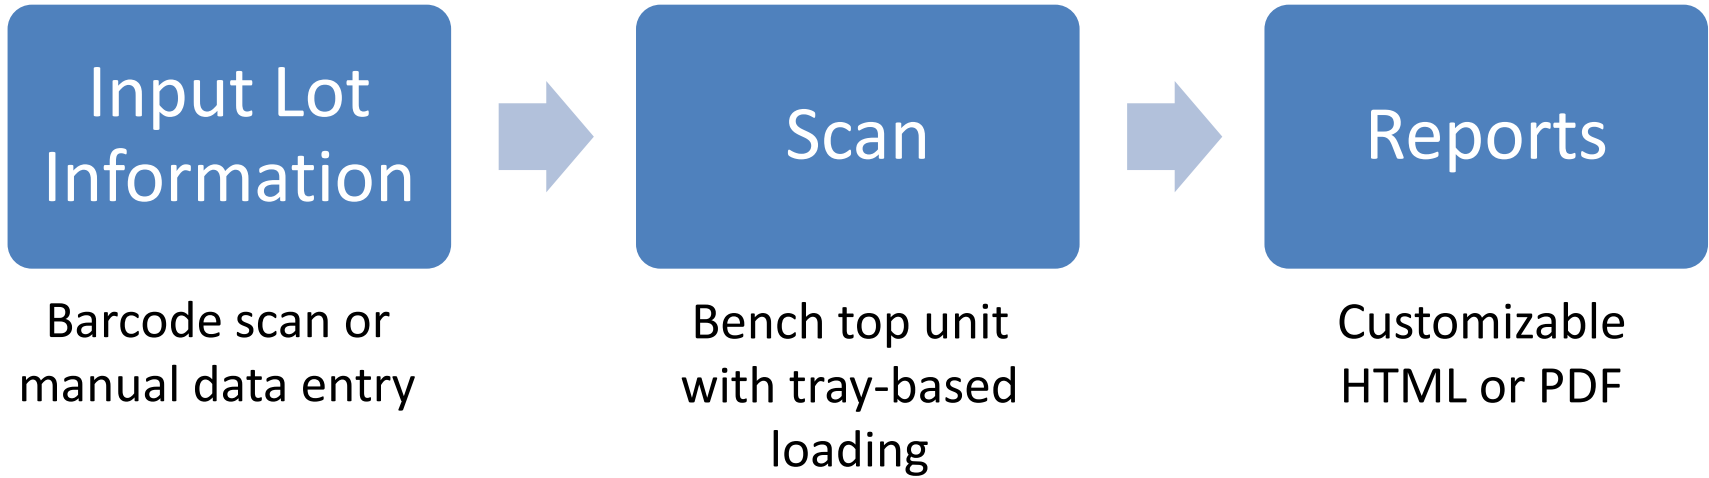 Input Lot
Information
Barcode scan or
manual data entry
Scan
Bench top unit
with tray-based
loading
Reports
Customizable
HTML or PDF